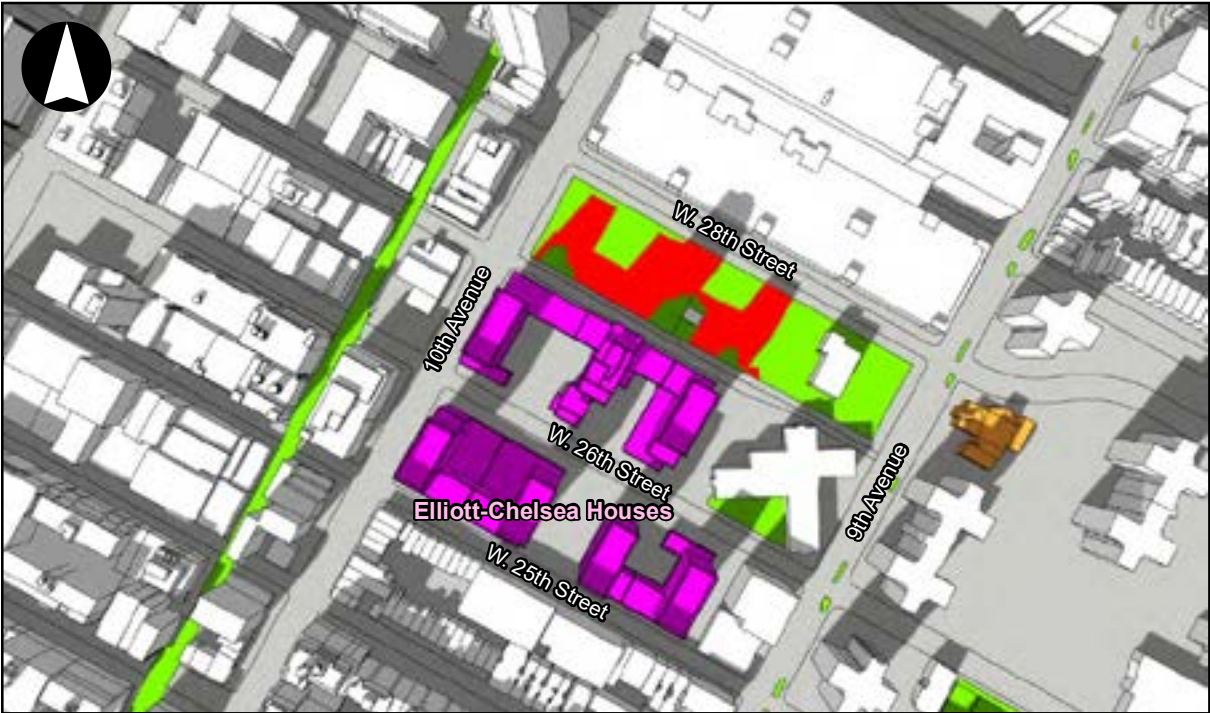 W. 28th Street
10th Avenue
W. 26th Street
9th Avenue
Elliott-Chelsea Houses
W. 25th Street